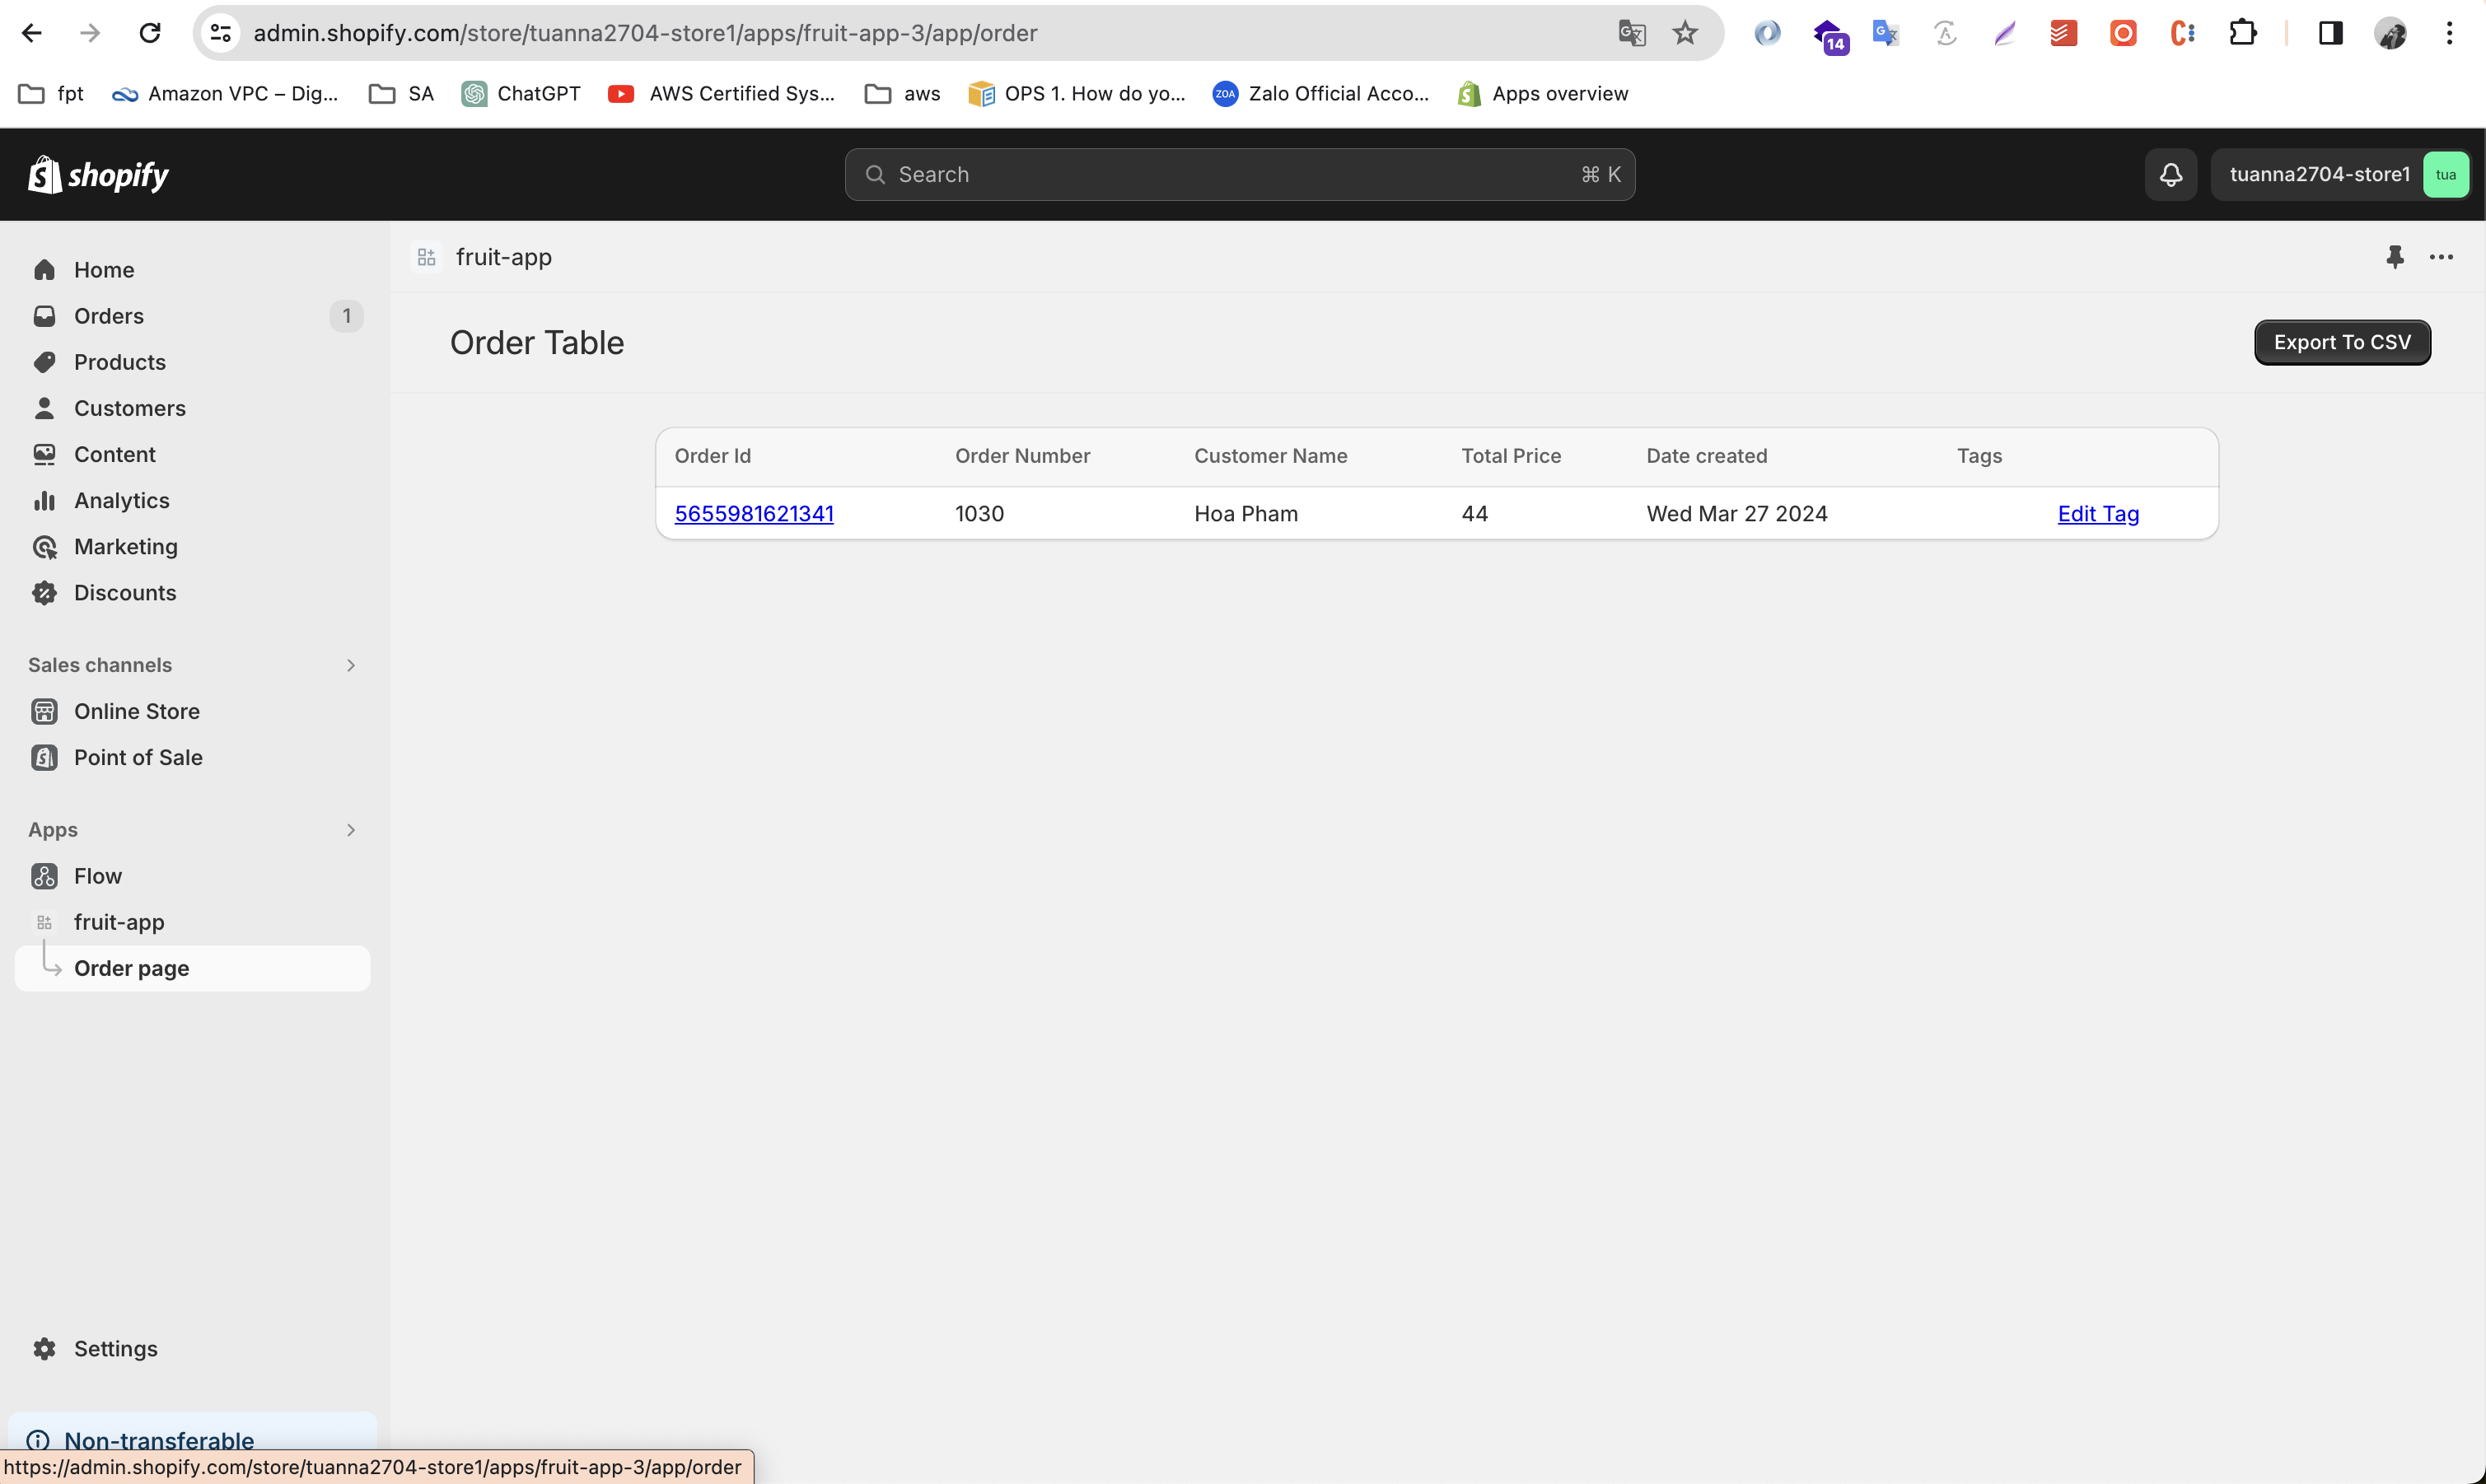 admin.shopify.com/store/tuanna2704-store1/apps/fruit-app-3/app/order
14
fpt
Amazon VPC – Dig...
SA
ChatGPT
AWS Certified Sys...
aws
OPS 1. How do yo...
ZOA
Zalo Official Acco...
Apps overview
shopify
Search
⌘ K
tuanna2704-store1
tua
Home
Orders
1
Products
Customers
Content
Analytics
Marketing
Discounts
Sales channels
Online Store
Point of Sale
Apps
Flow
fruit-app
Order page
Settings
Non-transferable
https://admin.shopify.com/store/tuanna2704-store1/apps/fruit-app-3/app/order
fruit-app
Order Table
Export To CSV
Order Id Order Number Customer Name Total Price Date created Tags
5655981621341 1030 Hoa Pham 44 Wed Mar 27 2024 Edit Tag